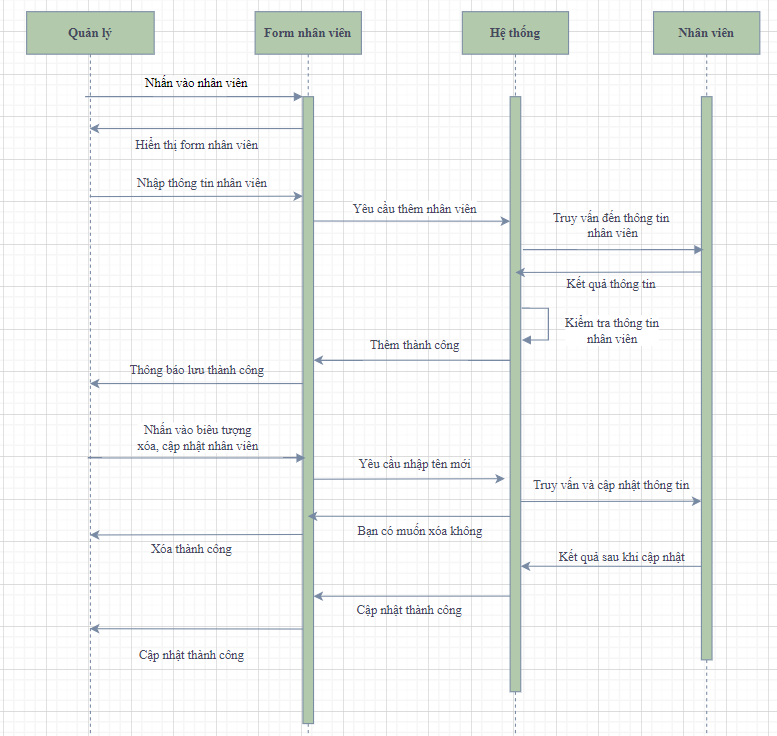 Quản lý
Form nhân viên
Hệ thống
Nhân viên
Nhấn vào nhân viên
Hiển thị form nhân viên
Nhập thông tin nhân viên
Yêu cầu thêm nhân viên
Truy vấn đến thông tin
nhân viên
Kết quả thông tin
Kiểm tra thông tin
nhân viên
Thêm thành công
Thông báo lưu thành công
Nhấn vào biêu tượng
xóa, cập nhật nhân viên
Yêu cầu nhập tên mới
Truy vấn và cập nhật thông tin
Bạn có muốn xóa không
Xóa thành công
Kết quả sau khi cập nhật
Cập nhật thành công
Cập nhật thành công